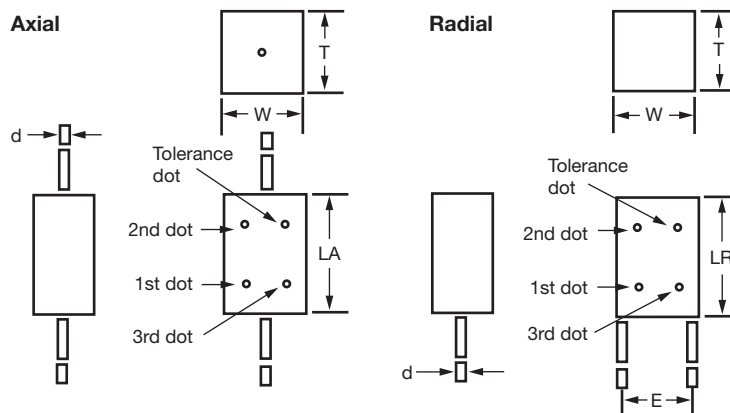 Axial
T
W
d
Tolerance
dot
2nd dot
LA
1st dot
3rd dot
Radial
T
W
Tolerance
dot
2nd dot
LR
1st dot
3rd dot
d
E